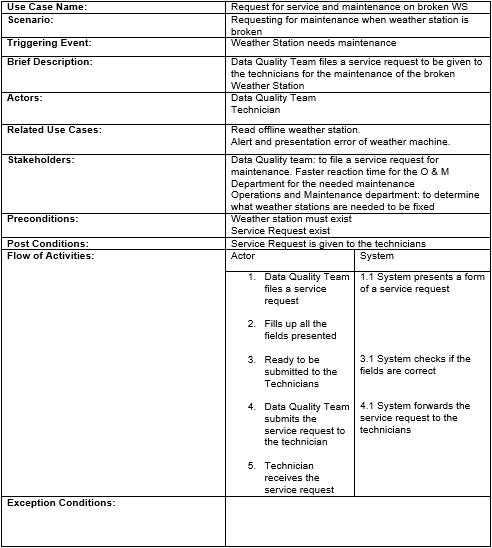 Use Case Name: Request for service and maintenance on broken WS
Scenario: Requesting for maintenance when weather station is
broken
Triggering Event: Weather Station needs maintenance
Brief Description: Data Quality Team files a service request to be given to
the technicians for the maintenance of the broken
Weather Station
Actors: Data Quality Team
Technician
Related Use Cases: Read offline weather station.
Alert and presentation error of weather machine.
Stakeholders: Data Quality team: to file a service request for
maintenance. Faster reaction time for the O & M
Department for the needed maintenance
Operations and Maintenance department: to determine
what weather stations are needed to be fixed
Preconditions: Weather station must exist
Service Request exist
Post Conditions: Service Request is given to the technicians
Flow of Activities: Actor System
1. Data Quality Team 1.1 System presents a form
files a service of a service request
request
2. Fills up all the
fields presented
3. Ready to be 3.1 System checks if the
submitted to the fields are correct
Technicians
4. Data Quality Team 4.1 System forwards the
submits the service request to the
service request to technicians
the technician
5. Technician
receives the
service request
Exception Conditions: